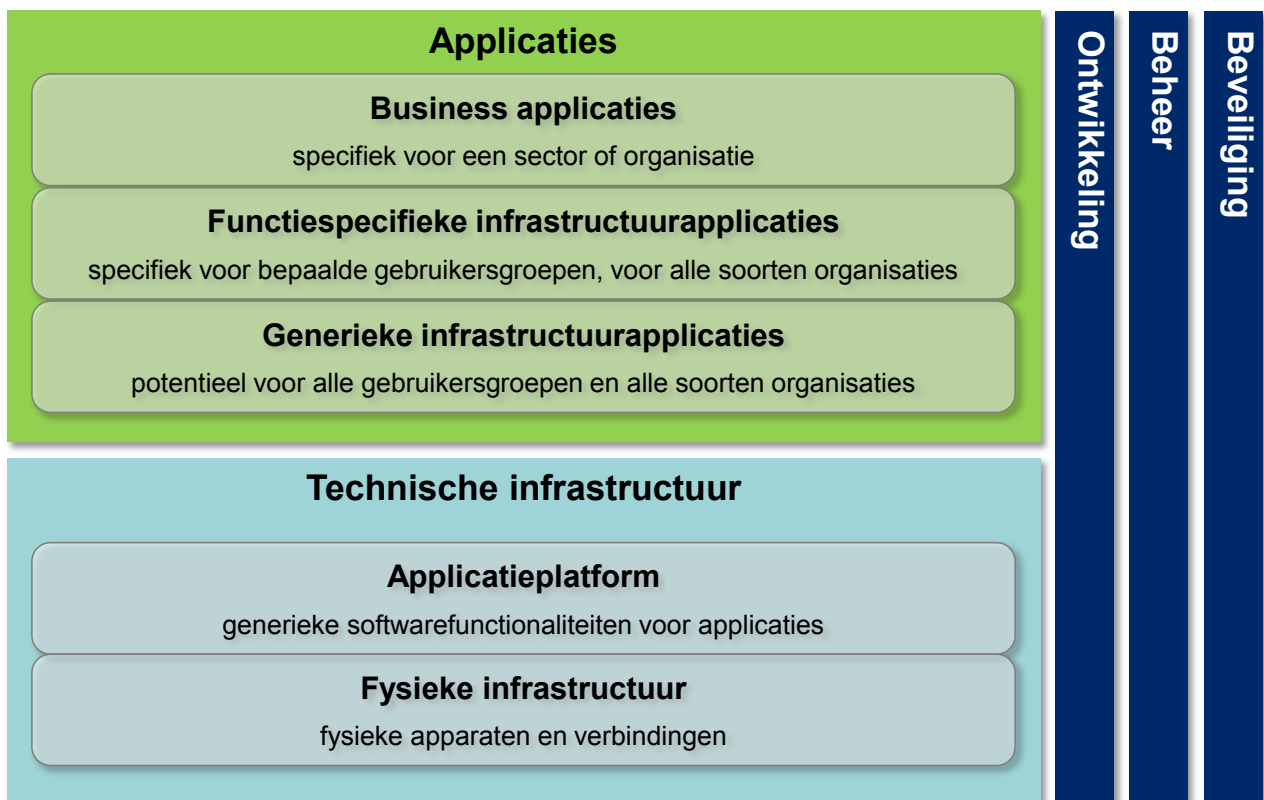 Applicaties
Business applicaties
specifiek voor een sector of organisatie
Functiespecifieke infrastructuurapplicaties
specifiek voor bepaalde gebruikersgroepen, voor alle soorten organisaties
Generieke infrastructuurapplicaties
potentieel voor alle gebruikersgroepen en alle soorten organisaties
Technische infrastructuur
Applicatieplatform
generieke softwarefunctionaliteiten voor applicaties
Fysieke infrastructuur
fysieke apparaten en verbindingen
Ontwikkeling
Beheer
Beveiliging